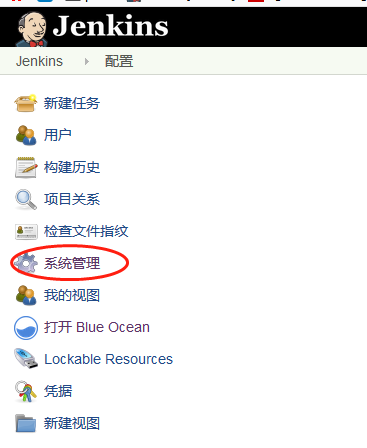 Jenkins
Jenkins 配置
新建任务
用户
构建历史
项目关系
检查文件指纹
系统管理
我的视图
打开 Blue Ocean
Lockable Resources
凭据
新建视图